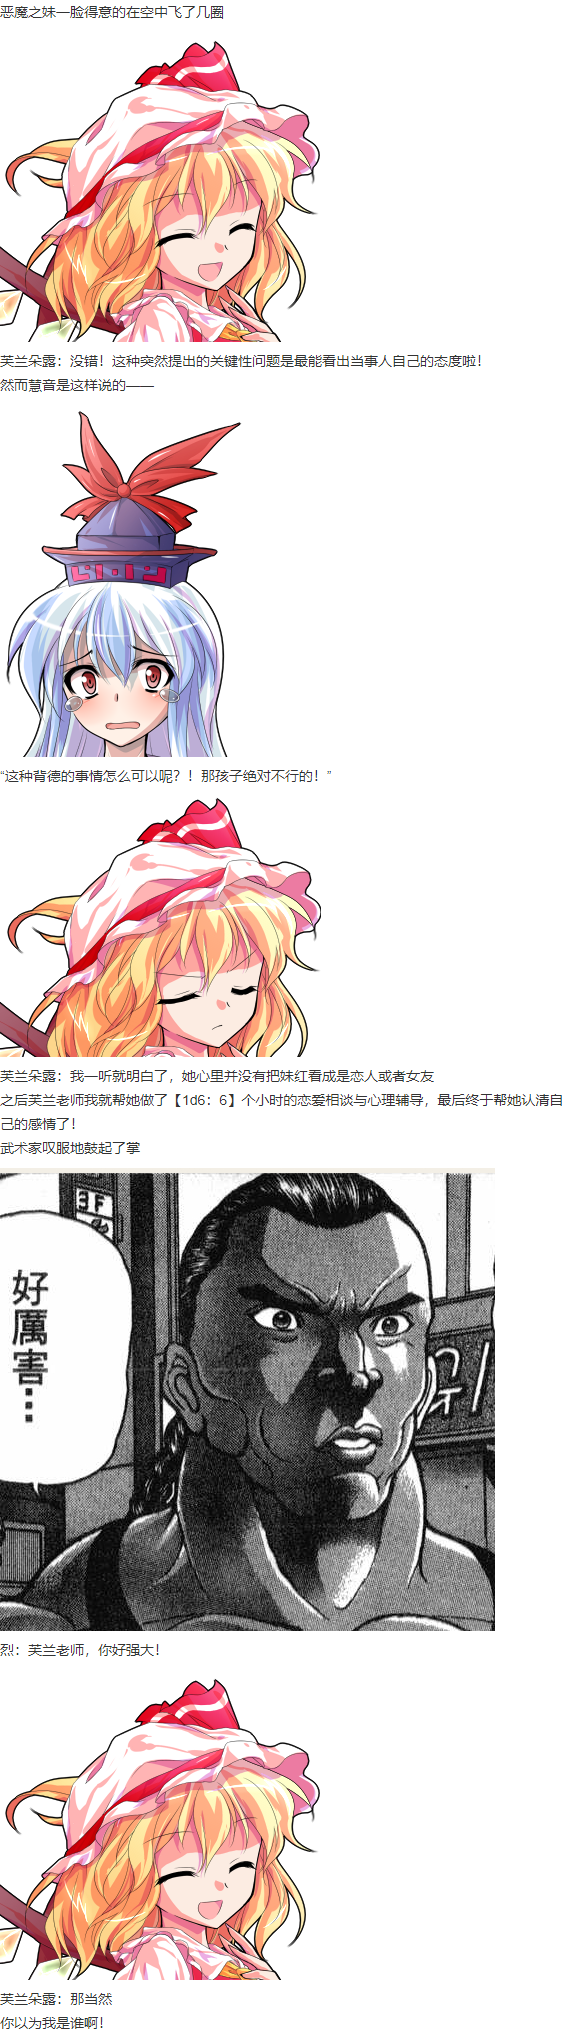 恶魔之妹一脸得意的在空中飞了几圈
芙兰朵露：没错！这种突然提出的关键性问题是最能看出当事人自己的态度啦！
然而慧音是这样说的——
“这种背德的事情怎么可以呢？！那孩子绝对不行的！”
芙兰朵露：我一听就明白了，她心里并没有把妹红看成是恋人或者女友
之后芙兰老师我就帮她做了【1d6：6】个小时的恋爱相谈与心理辅导，最后终于帮她认清自
己的感情了！
武术家叹服地鼓起了掌
3F
好厲害…
烈：芙兰老师，你好强大！
芙兰朵露：那当然
你以为我是谁啊！